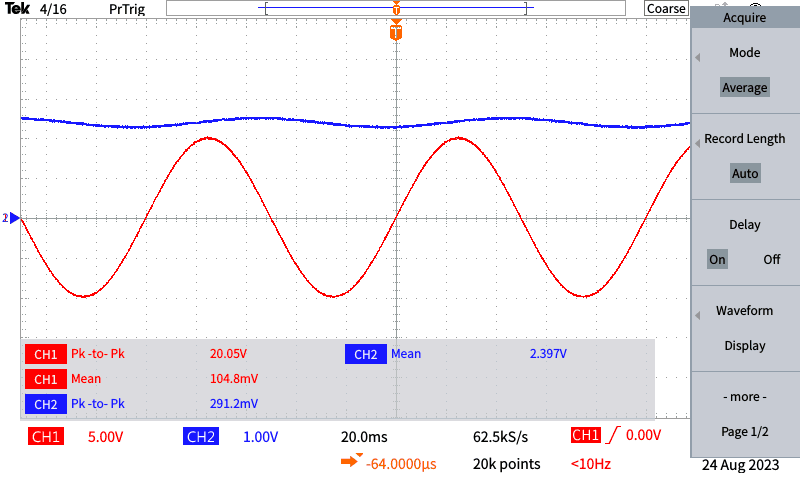 Tek 4/16 PrTrig Coarse
T
T
Acquire
Mode
Average
Record Length
Auto
Delay
On Off
Waveform
Display
- more -
Page 1/2
2
CH1 Pk -to- Pk 20.05V CH2 Mean 2.397V
CH1 Mean 104.8mV
CH2 Pk -to- Pk 291.2mV
CH1 5.00V CH2 1.00V 20.0ms 62.5kS/s CH1 0.00V
-64.0000µs 20k points <10Hz 24 Aug 2023